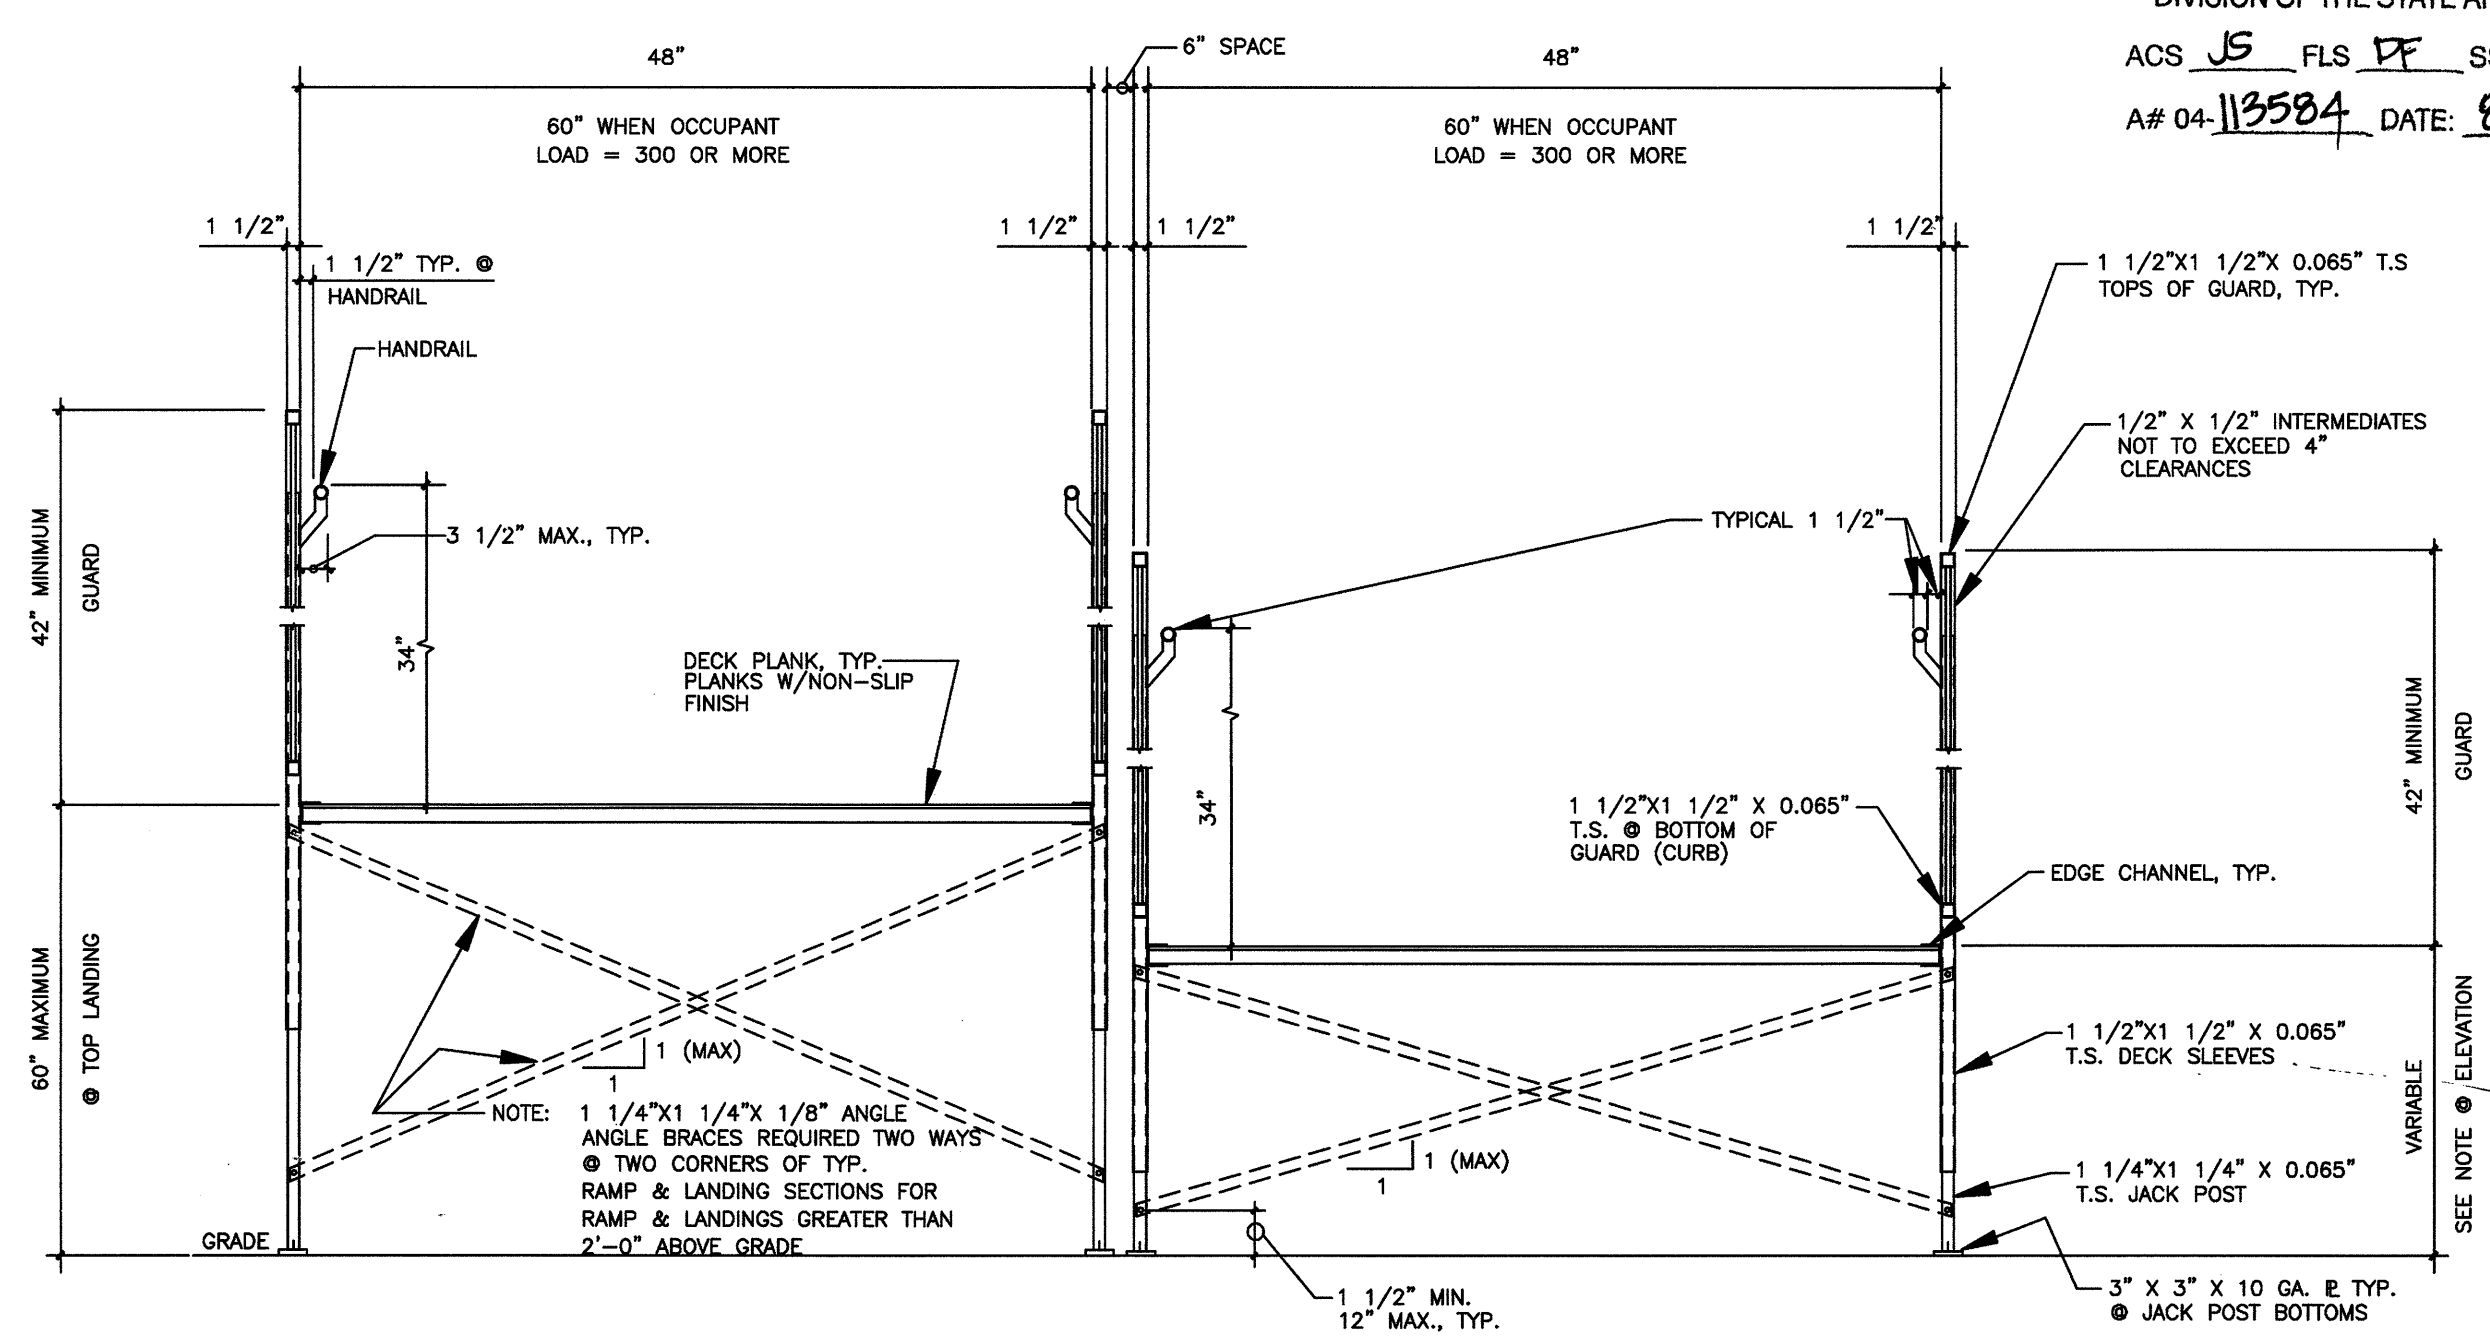 ACS JS FLS DF
A# 04-113584 DATE:
48"
6" SPACE
48"
60" WHEN OCCUPANT
LOAD = 300 OR MORE
60" WHEN OCCUPANT
LOAD = 300 OR MORE
1 1/2"
1 1/2"
1 1/2"
1 1/2"
1 1/2" TYP. @
HANDRAIL
HANDRAIL
1 1/2"X1 1/2"X 0.065" T.S
TOPS OF GUARD, TYP.
1/2" X 1/2" INTERMEDIATES
NOT TO EXCEED 4"
CLEARANCES
3 1/2" MAX., TYP.
TYPICAL 1 1/2"
42" MINIMUM
GUARD
34"
DECK PLANK, TYP.
PLANKS W/NON-SLIP
FINISH
34"
1 1/2"X1 1/2" X 0.065"
T.S. @ BOTTOM OF
GUARD (CURB)
42" MINIMUM
GUARD
EDGE CHANNEL, TYP.
60" MAXIMUM
@ TOP LANDING
1 (MAX)
1
NOTE: 1 1/4"X1 1/4"X 1/8" ANGLE
ANGLE BRACES REQUIRED TWO WAYS
@ TWO CORNERS OF TYP.
RAMP & LANDING SECTIONS FOR
RAMP & LANDINGS GREATER THAN
2'-0" ABOVE GRADE
GRADE
1 (MAX)
1
1 1/2"X1 1/2" X 0.065"
T.S. DECK SLEEVES
1 1/4"X1 1/4" X 0.065"
T.S. JACK POST
VARIABLE
SEE NOTE @ ELEVATION
1 1/2" MIN.
12" MAX., TYP.
3" X 3" X 10 GA. PL TYP.
@ JACK POST BOTTOMS